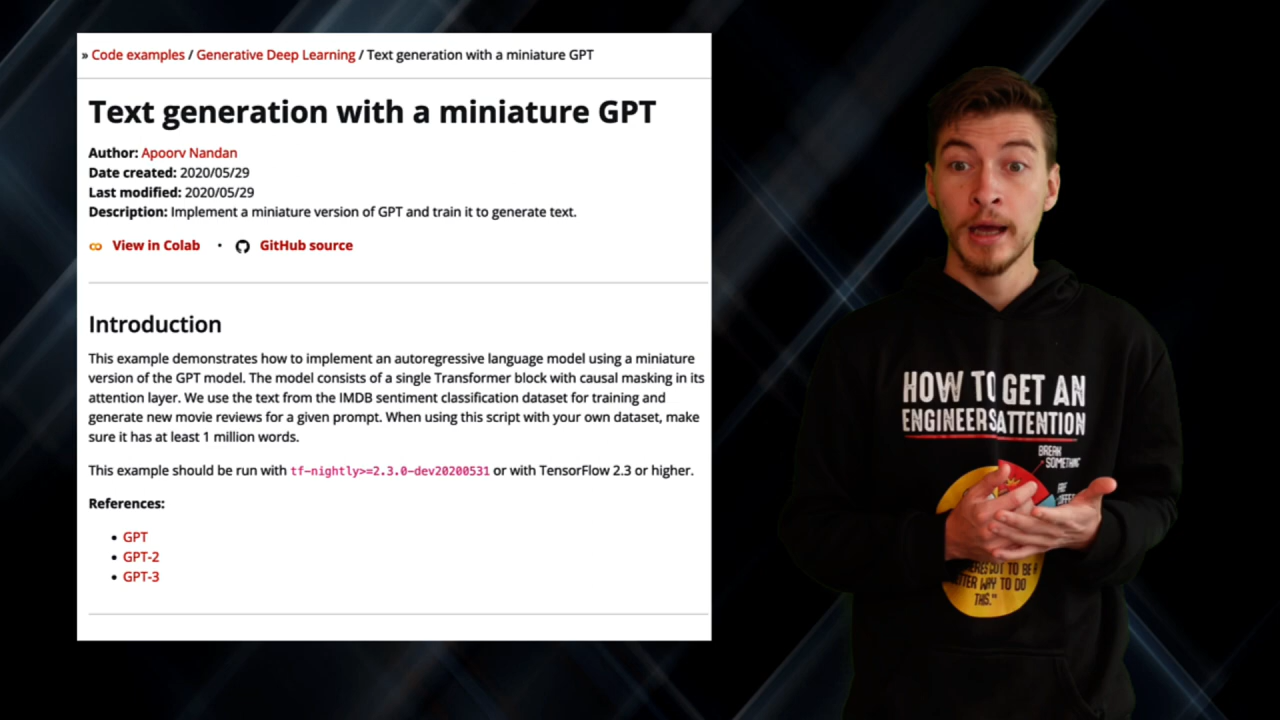 » Code examples / Generative Deep Learning / Text generation with a miniature GPT
Text generation with a miniature GPT
Author: Apoorv Nandan
Date created: 2020/05/29
Last modified: 2020/05/29
Description: Implement a miniature version of GPT and train it to generate text.
View in Colab • GitHub source
Introduction
This example demonstrates how to implement an autoregressive language model using a miniature
version of the GPT model. The model consists of a single Transformer block with causal masking in its
attention layer. We use the text from the IMDB sentiment classification dataset for training and
generate new movie reviews for a given prompt. When using this script with your own dataset, make
sure it has at least 1 million words.
This example should be run with tf-nightly>=2.3.0-dev20200531 or with TensorFlow 2.3 or higher.
References:
• GPT
• GPT-2
• GPT-3
HOW TO GET AN
ENGINEERS ATTENTION
BREAK
SOMETHING
TO BE A
WAY TO DO
THIS."